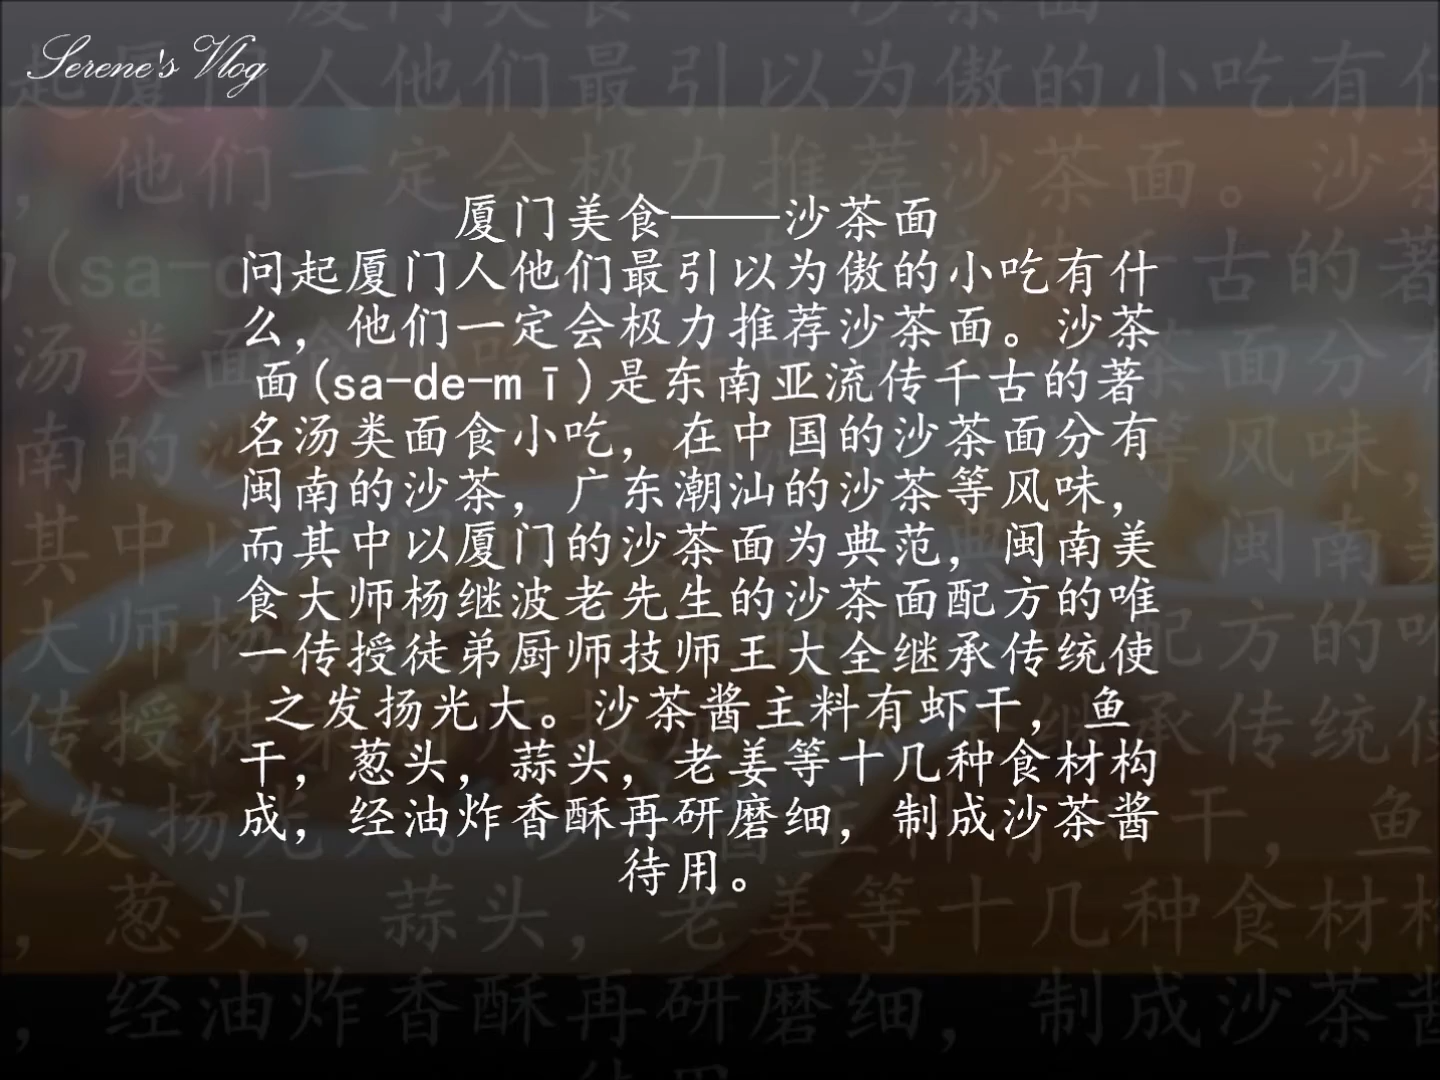 Serene's Vlog
厦门美食——沙茶面
问起厦门人他们最引以为傲的小吃有什
么，他们一定会极力推荐沙茶面。沙茶
面(sa-de-mī)是东南亚流传千古的著
名汤类面食小吃，在中国的沙茶面分有
闽南的沙茶，广东潮汕的沙茶等风味，
而其中以厦门的沙茶面为典范，闽南美
食大师杨继波老先生的沙茶面配方的唯
一传授徒弟厨师技师王大全继承传统使
之发扬光大。沙茶酱主料有虾干，鱼
干，葱头，蒜头，老姜等十几种食材构
成，经油炸香酥再研磨细，制成沙茶酱
待用。